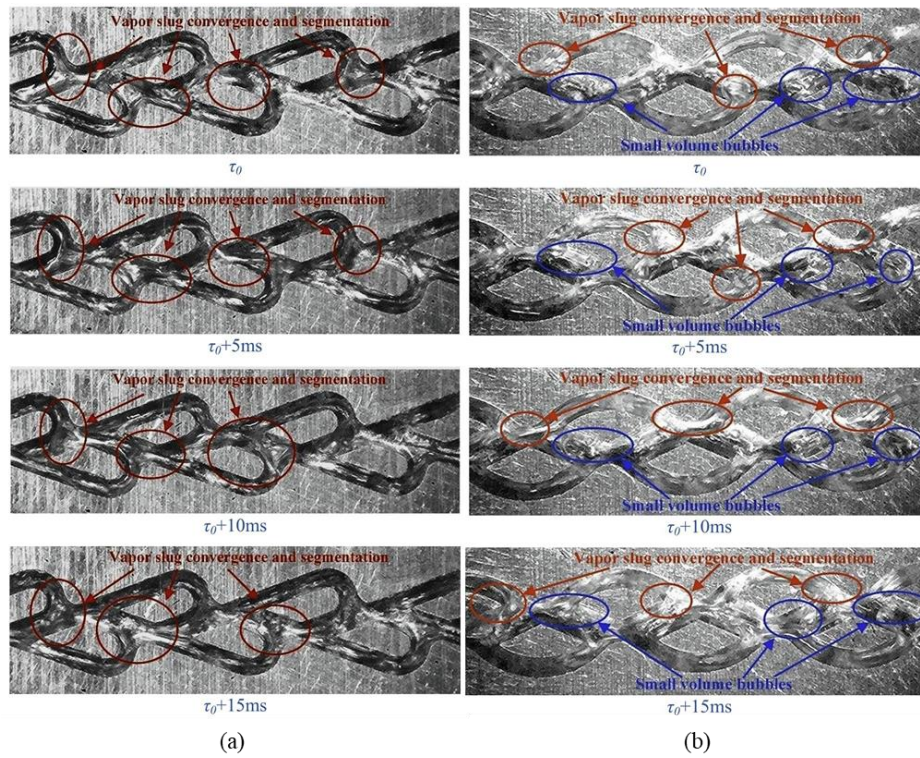 Vapor slug convergence and segmentation
τ0
Vapor slug convergence and segmentation
τ0+5ms
Vapor slug convergence and segmentation
τ0+10ms
Vapor slug convergence and segmentation
τ0+15ms
(a)
Vapor slug convergence and segmentation
Small volume bubbles
τ0
Vapor slug convergence and segmentation
Small volume bubbles
τ0+5ms
Vapor slug convergence and segmentation
Small volume bubbles
τ0+10ms
Vapor slug convergence and segmentation
Small volume bubbles
τ0+15ms
(b)